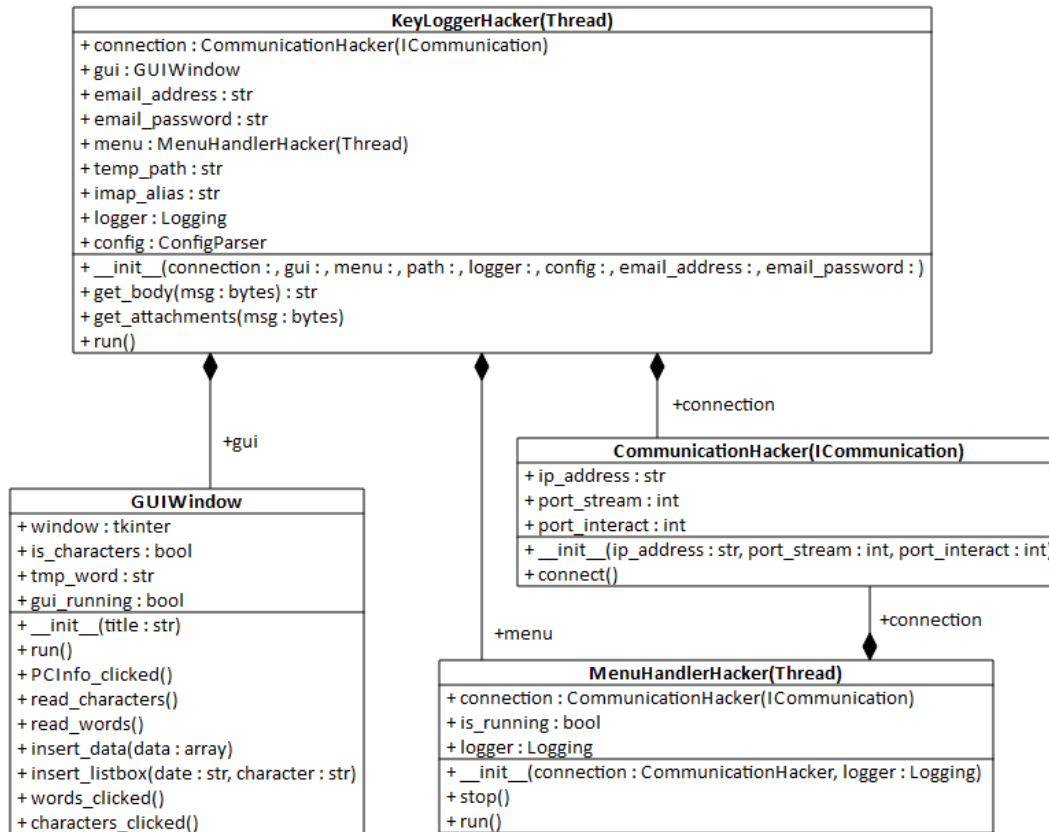 KeyLoggerHacker(Thread)
+ connection : CommunicationHacker(ICommunication)
+ gui : GUIWindow
+ email_address : str
+ email_password : str
+ menu : MenuHandlerHacker(Thread)
+ temp_path : str
+ imap_alias : str
+ logger : Logging
+ config : ConfigParser
+ __init__(connection : , gui : , menu : , path : , logger : , config : , email_address : , email_password : )
+ get_body(msg : bytes) : str
+ get_attachments(msg : bytes)
+ run()
+gui
+menu
+connection
GUIWindow
+ window : tkinter
+ is_characters : bool
+ tmp_word : str
+ gui_running : bool
+ __init__(title : str)
+ run()
+ PCInfo_clicked()
+ read_characters()
+ read_words()
+ insert_data(data : array)
+ insert_listbox(date : str, character : str)
+ words_clicked()
+ characters_clicked()
CommunicationHacker(ICommunication)
+ ip_address : str
+ port_stream : int
+ port_interact : int
+ __init__(ip_address : str, port_stream : int, port_interact : int)
+ connect()
+connection
MenuHandlerHacker(Thread)
+ connection : CommunicationHacker(ICommunication)
+ is_running : bool
+ logger : Logging
+ __init__(connection : CommunicationHacker, logger : Logging)
+ stop()
+ run()